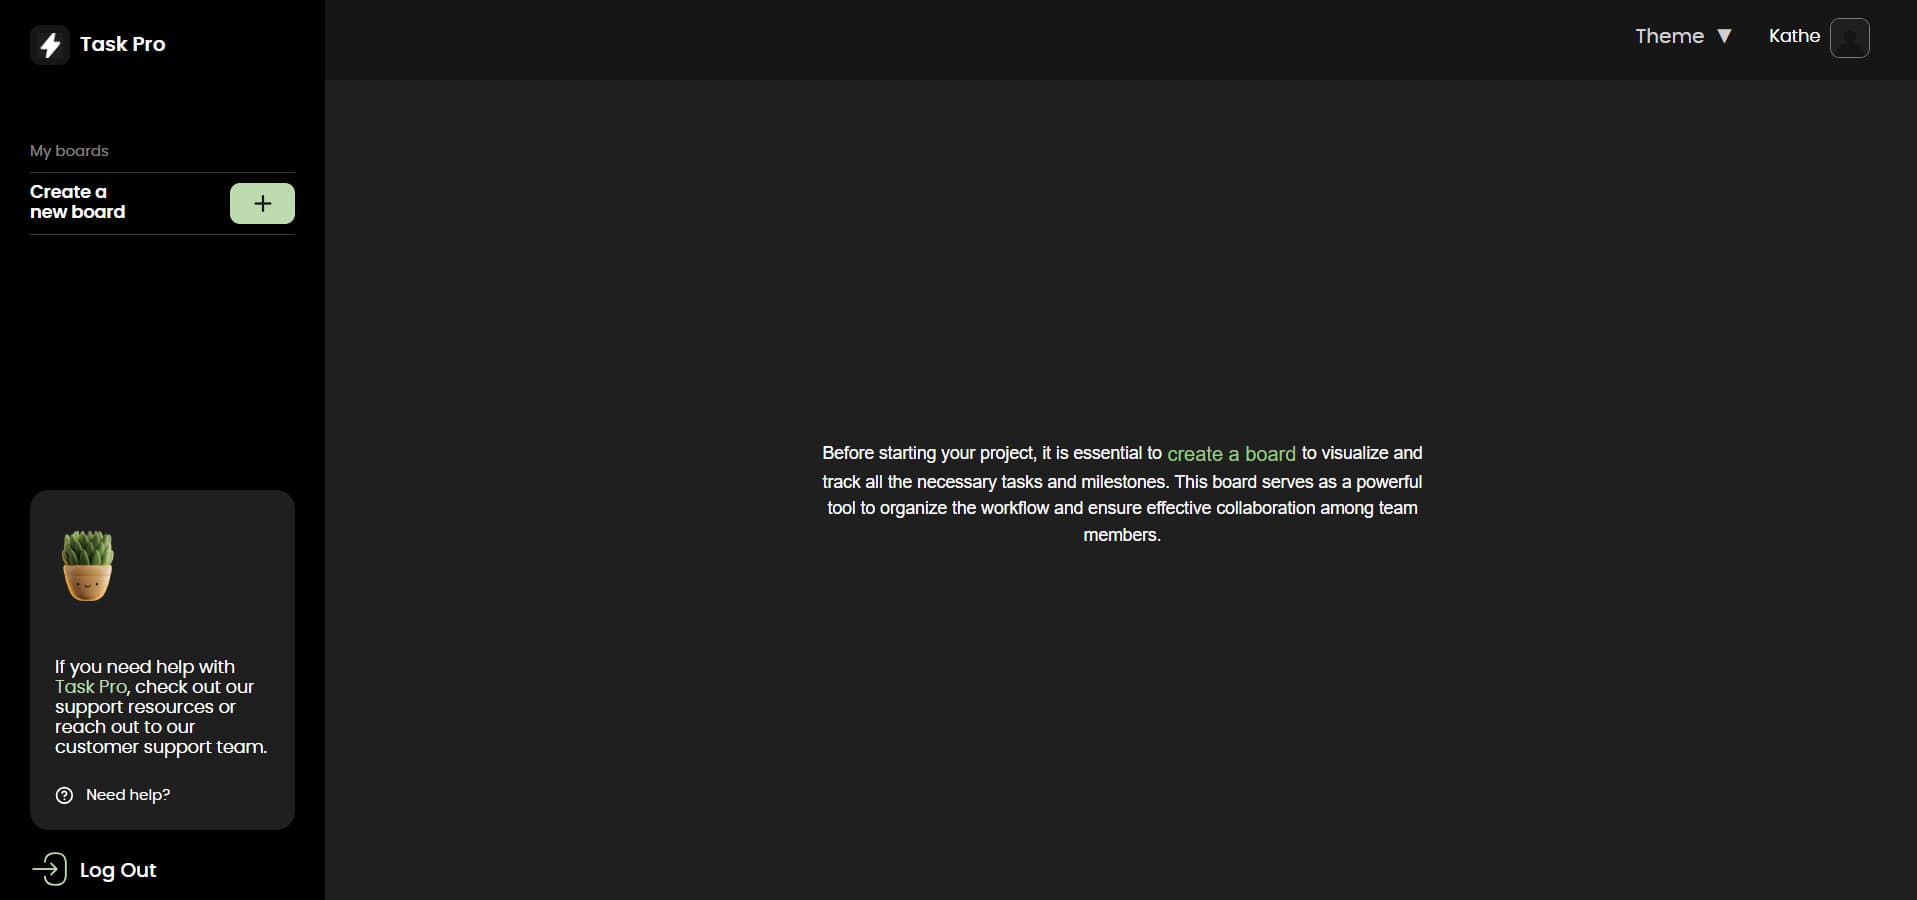 Task Pro
Theme ▼
Kathe
My boards
Create a
new board
+
Before starting your project, it is essential to create a board to visualize and
track all the necessary tasks and milestones. This board serves as a powerful
tool to organize the workflow and ensure effective collaboration among team
members.
If you need help with
Task Pro, check out our
support resources or
reach out to our
customer support team.
Need help?
Log Out